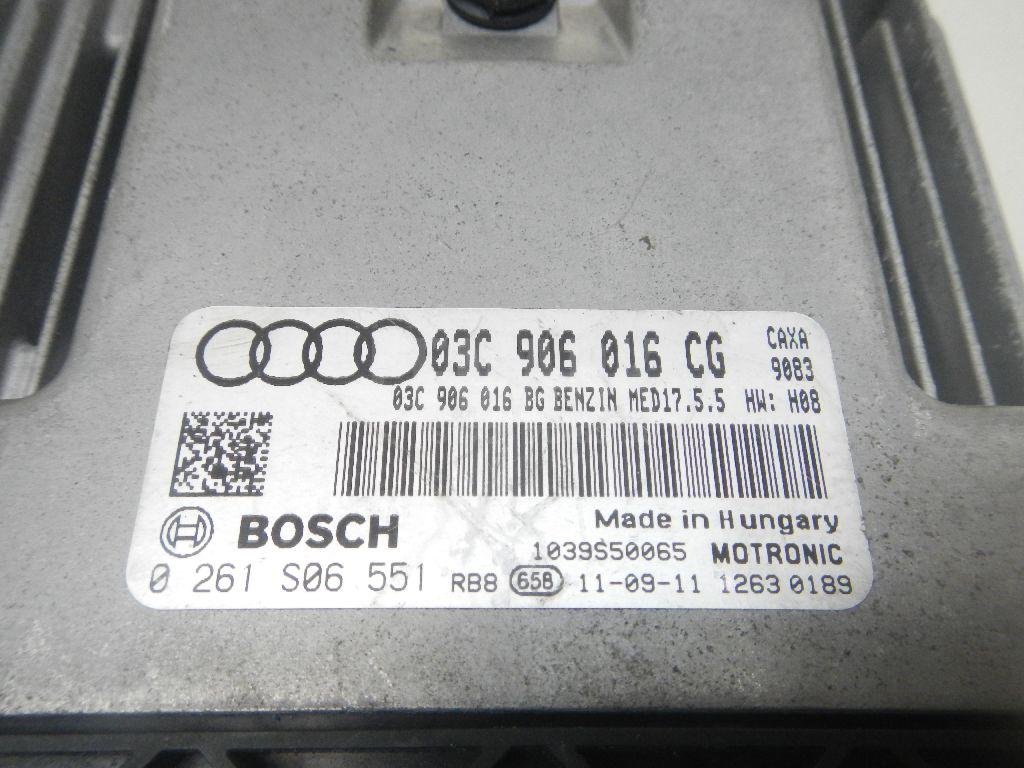 03C 906 016 CG CAXA
9083
03C 906 016 BG BENZIN MED17.5.5 HW: H08
BOSCH
Made in Hungary
1039S50065 MOTRONIC
0 261 S06 551 RB8 65B 11-09-11 1263 0189